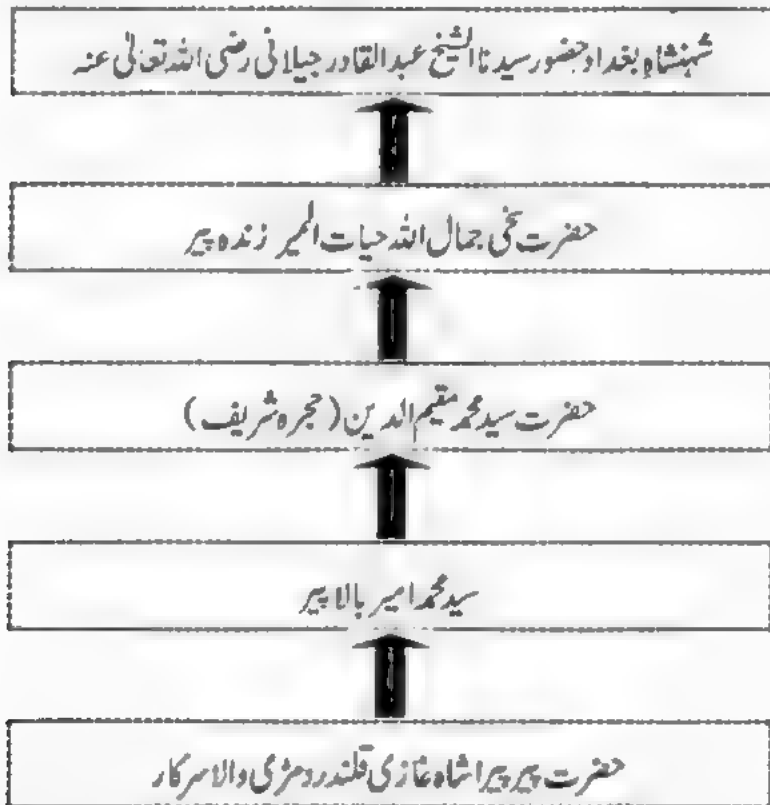 شہنشاہِ بغداد حضور سیدنا الشیخ عبدالقادر جیلانی رضی اللہ تعالیٰ عنہ
حضرت سخی جمال اللہ حیات المیر زندہ پیر
حضرت سید محمد مقیم الدین (حجرہ شریف)
سید محمد امیر بالا پیر
حضرت پیر پیرا شاہ غازی قلندر دمڑی والا سرکار